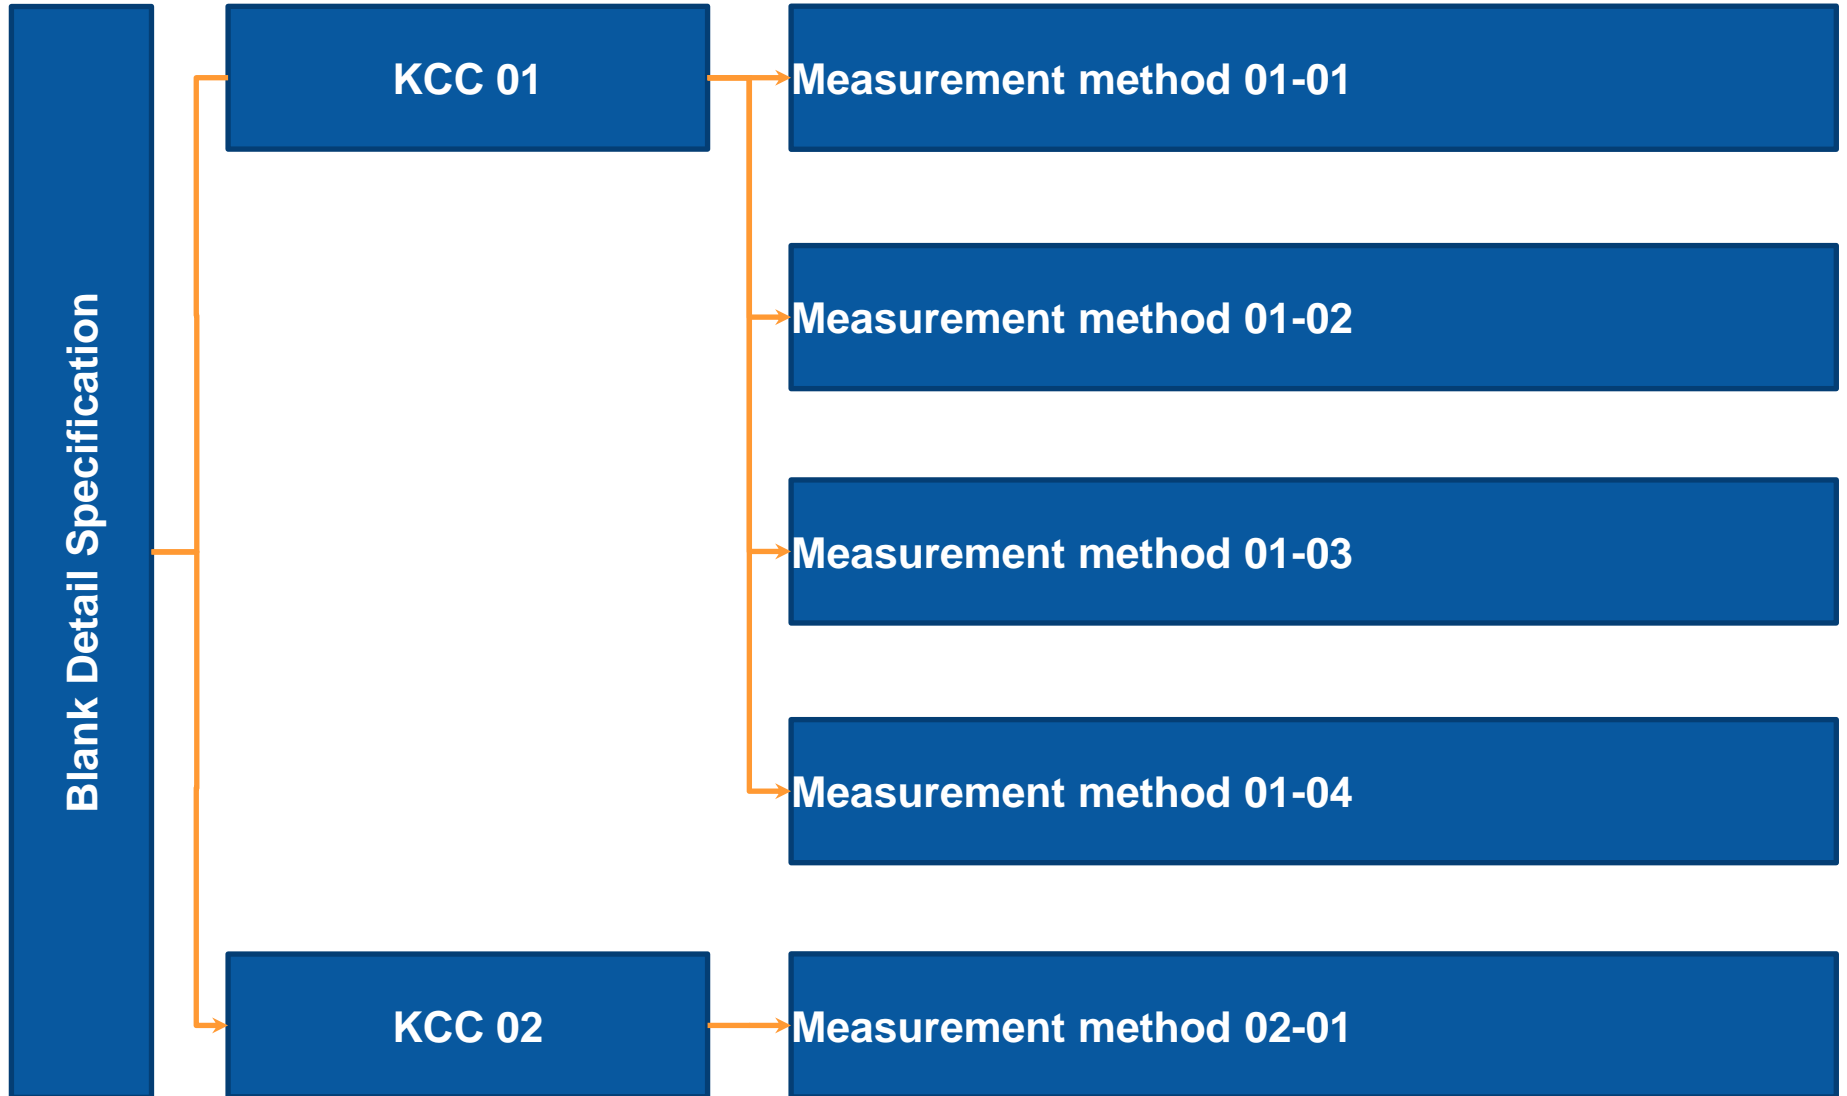 Blank Detail Specification
KCC 01
Measurement method 01-01
Measurement method 01-02
Measurement method 01-03
Measurement method 01-04
KCC 02
Measurement method 02-01